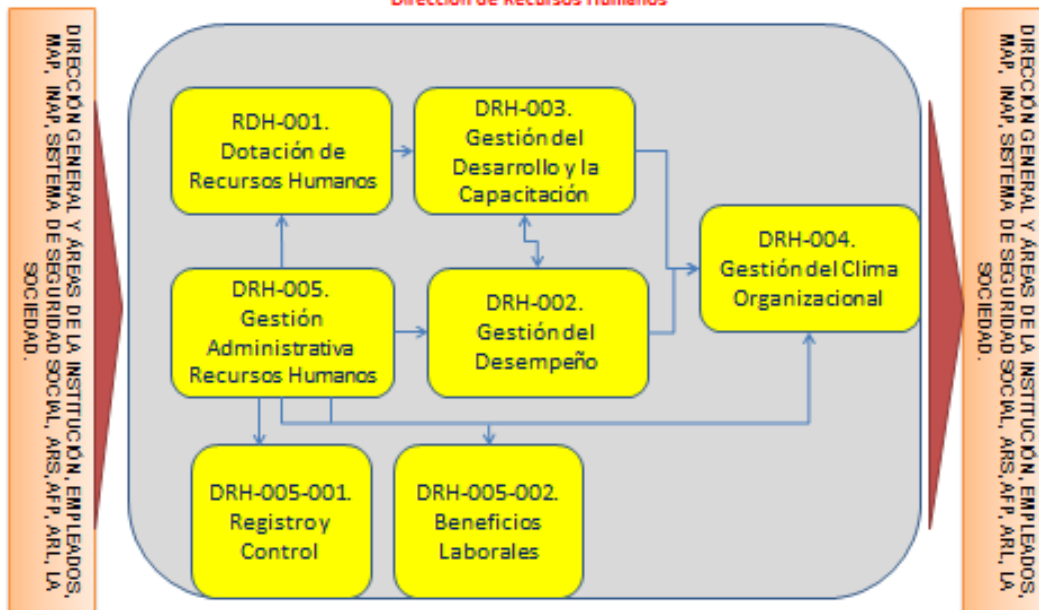 Dirección de Recursos Humanos
DIRECCIÓN GENERAL Y ÁREAS DE LA INSTITUCIÓN, EMPLEADOS,
MAP, INAP, SISTEMA DE SEGURIDAD SOCIAL, ARS, AFP, ARL, LA
SOCIEDAD.
RDH-001.
Dotación de
Recursos Humanos
DRH-003.
Gestión del
Desarrollo y la
Capacitación
DRH-004.
Gestión del Clima
Organizacional
DRH-005.
Gestión
Administrativa
Recursos Humanos
DRH-002.
Gestión del
Desempeño
DRH-005-001.
Registro y
Control
DRH-005-002.
Beneficios
Laborales
DIRECCIÓN GENERAL Y ÁREAS DE LA INSTITUCIÓN, EMPLEADOS,
MAP, INAP, SISTEMA DE SEGURIDAD SOCIAL, ARS, AFP, ARL, LA
SOCIEDAD.